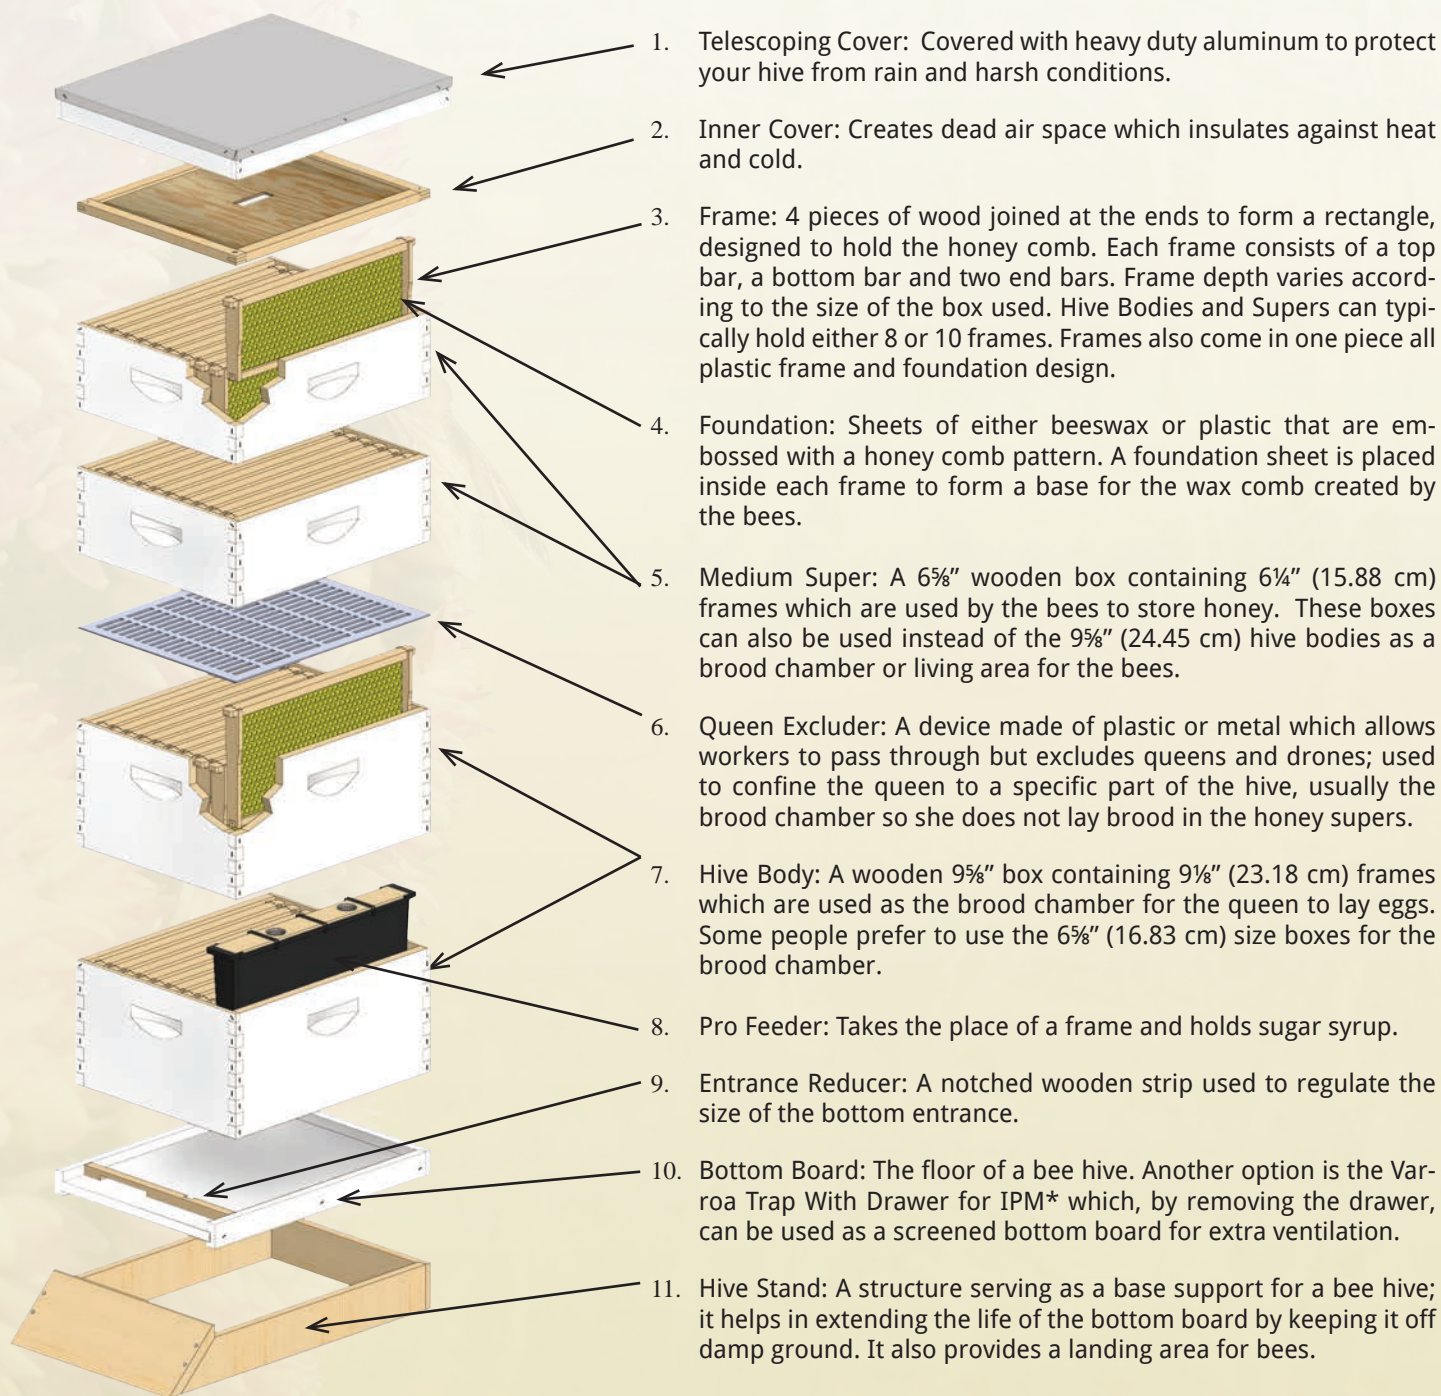 1. Telescoping Cover: Covered with heavy duty aluminum to protect
your hive from rain and harsh conditions.
2. Inner Cover: Creates dead air space which insulates against heat
and cold.
3. Frame: 4 pieces of wood joined at the ends to form a rectangle,
designed to hold the honey comb. Each frame consists of a top
bar, a bottom bar and two end bars. Frame depth varies accord-
ing to the size of the box used. Hive Bodies and Supers can typi-
cally hold either 8 or 10 frames. Frames also come in one piece all
plastic frame and foundation design.
4. Foundation: Sheets of either beeswax or plastic that are em-
bossed with a honey comb pattern. A foundation sheet is placed
inside each frame to form a base for the wax comb created by
the bees.
5. Medium Super: A 6⅝” wooden box containing 6¼” (15.88 cm)
frames which are used by the bees to store honey. These boxes
can also be used instead of the 9⅝” (24.45 cm) hive bodies as a
brood chamber or living area for the bees.
6. Queen Excluder: A device made of plastic or metal which allows
workers to pass through but excludes queens and drones; used
to confine the queen to a specific part of the hive, usually the
brood chamber so she does not lay brood in the honey supers.
7. Hive Body: A wooden 9⅝” box containing 9⅛” (23.18 cm) frames
which are used as the brood chamber for the queen to lay eggs.
Some people prefer to use the 6⅝” (16.83 cm) size boxes for the
brood chamber.
8. Pro Feeder: Takes the place of a frame and holds sugar syrup.
9. Entrance Reducer: A notched wooden strip used to regulate the
size of the bottom entrance.
10. Bottom Board: The floor of a bee hive. Another option is the Var-
roa Trap With Drawer for IPM* which, by removing the drawer,
can be used as a screened bottom board for extra ventilation.
11. Hive Stand: A structure serving as a base support for a bee hive;
it helps in extending the life of the bottom board by keeping it off
damp ground. It also provides a landing area for bees.